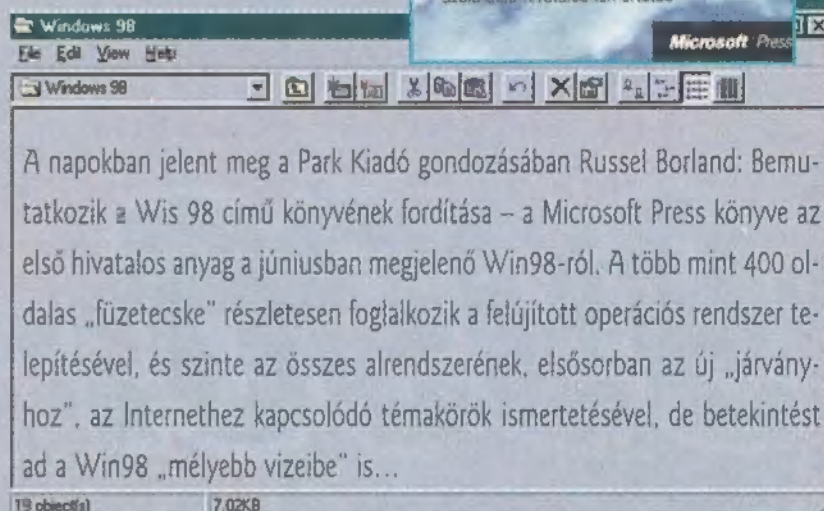 Microsoft Press
Windows 98
File Edit View Help
Windows 98
A napokban jelent meg a Park Kiadó gondozásában Russel Borland: Bemu-
tatkozik a Wis 98 című könyvének fordítása – a Microsoft Press könyve az
első hivatalos anyag a júniusban megjelenő Win98-ról. A több mint 400 ol-
dalas „füzetecske” részletesen foglalkozik a felújított operációs rendszer te-
lepítésével, és szinte az összes alrendszerének, elsősorban az új „járvány-
hoz”, az Internethez kapcsolódó témakörök ismertetésével, de betekintést
ad a Win98 „mélyebb vizeibe” is...
19 object(s) 7.02KB